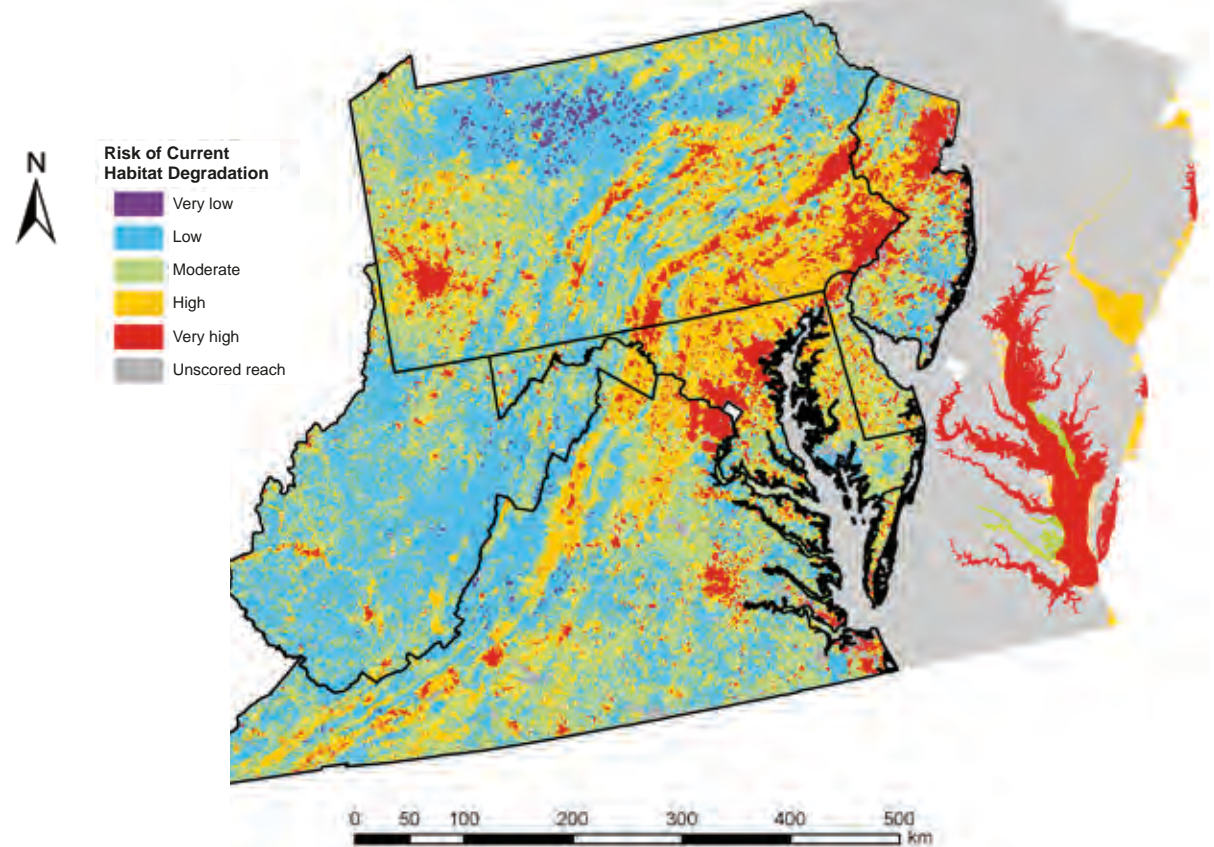 N
Risk of Current
Habitat Degradation
Very low
Low
Moderate
High
Very high
Unscored reach
0 50 100 200 300 400 500
km